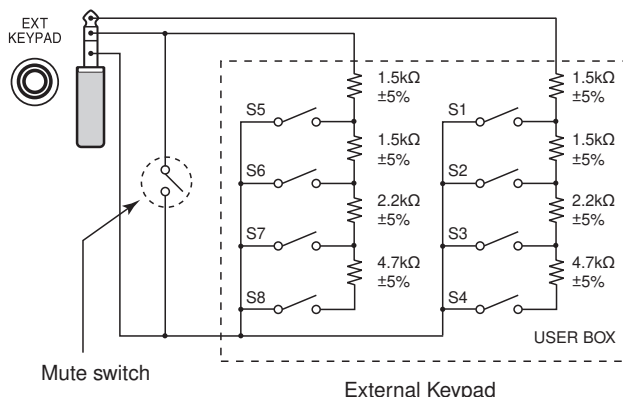 EXT
KEYPAD
1.5kΩ
±5%
1.5kΩ
±5%
S5
S1
1.5kΩ
±5%
1.5kΩ
±5%
S6
S2
2.2kΩ
±5%
2.2kΩ
±5%
S7
S3
4.7kΩ
±5%
4.7kΩ
±5%
S8
S4
USER BOX
Mute switch
External Keypad